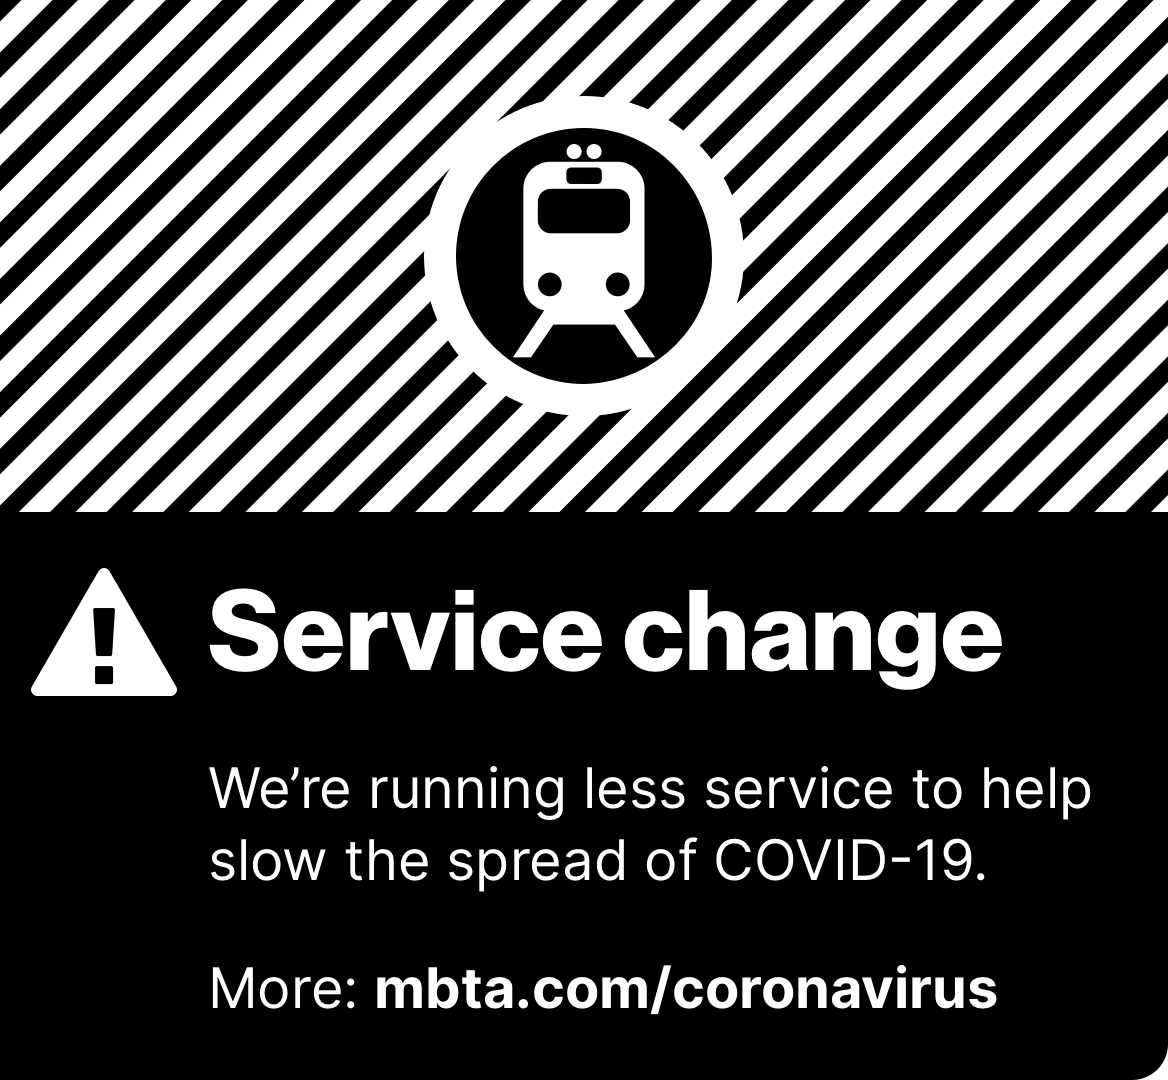 Service change
We’re running less service to help
slow the spread of COVID-19.
More: mbta.com/coronavirus